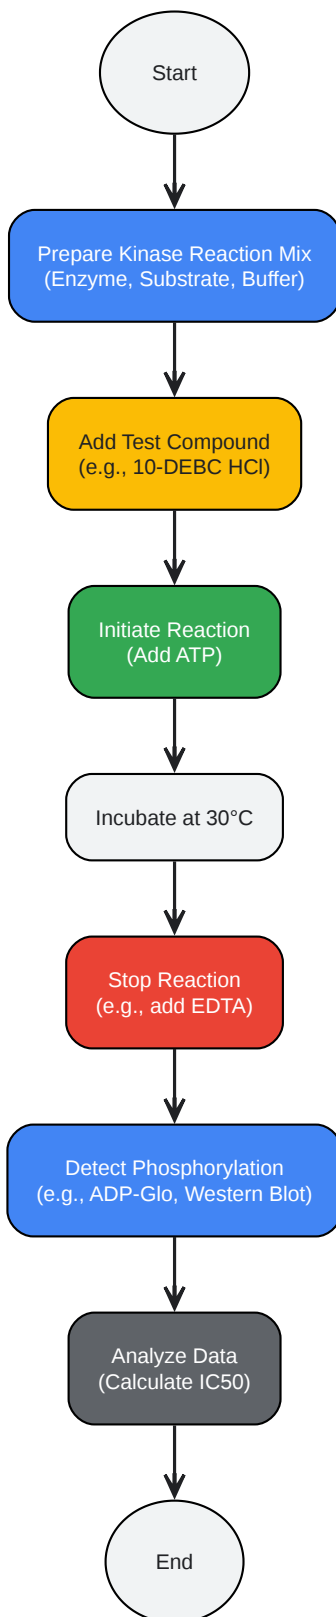 Start
Prepare Kinase Reaction Mix
(Enzyme, Substrate, Buffer)
Add Test Compound
(e.g., 10-DEBC HCl)
Initiate Reaction
(Add ATP)
Incubate at 30°C
Stop Reaction
(e.g., add EDTA)
Detect Phosphorylation
(e.g., ADP-Glo, Western Blot)
Analyze Data
(Calculate IC50)
End